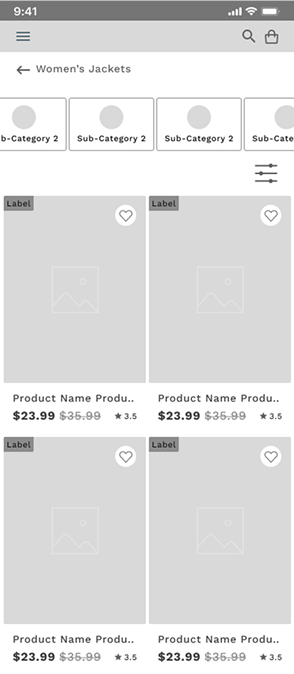 9:41
Women's Jackets
b-Category 2 Sub-Category 2 Sub-Category 2 Sub-Cate
Label Label
Product Name Produ.. Product Name Produ..
$23.99 $35.99 ★ 3.5 $23.99 $35.99 ★ 3.5
Label Label
Product Name Produ.. Product Name Produ..
$23.99 $35.99 ★ 3.5 $23.99 $35.99 ★ 3.5